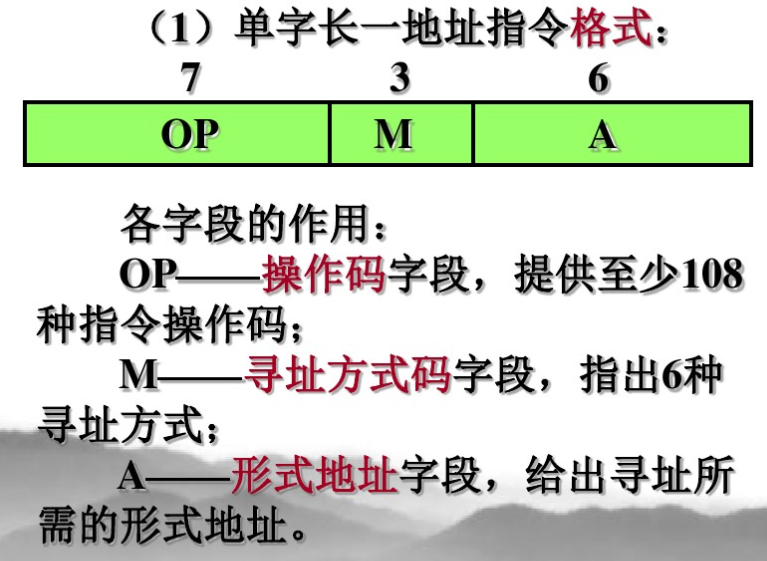 （1）单字长一地址指令格式：
7 3 6
OP M A
各字段的作用：
OP——操作码字段，提供至少108
种指令操作码；
M——寻址方式码字段，指出6种
寻址方式；
A——形式地址字段，给出寻址所
需的形式地址。